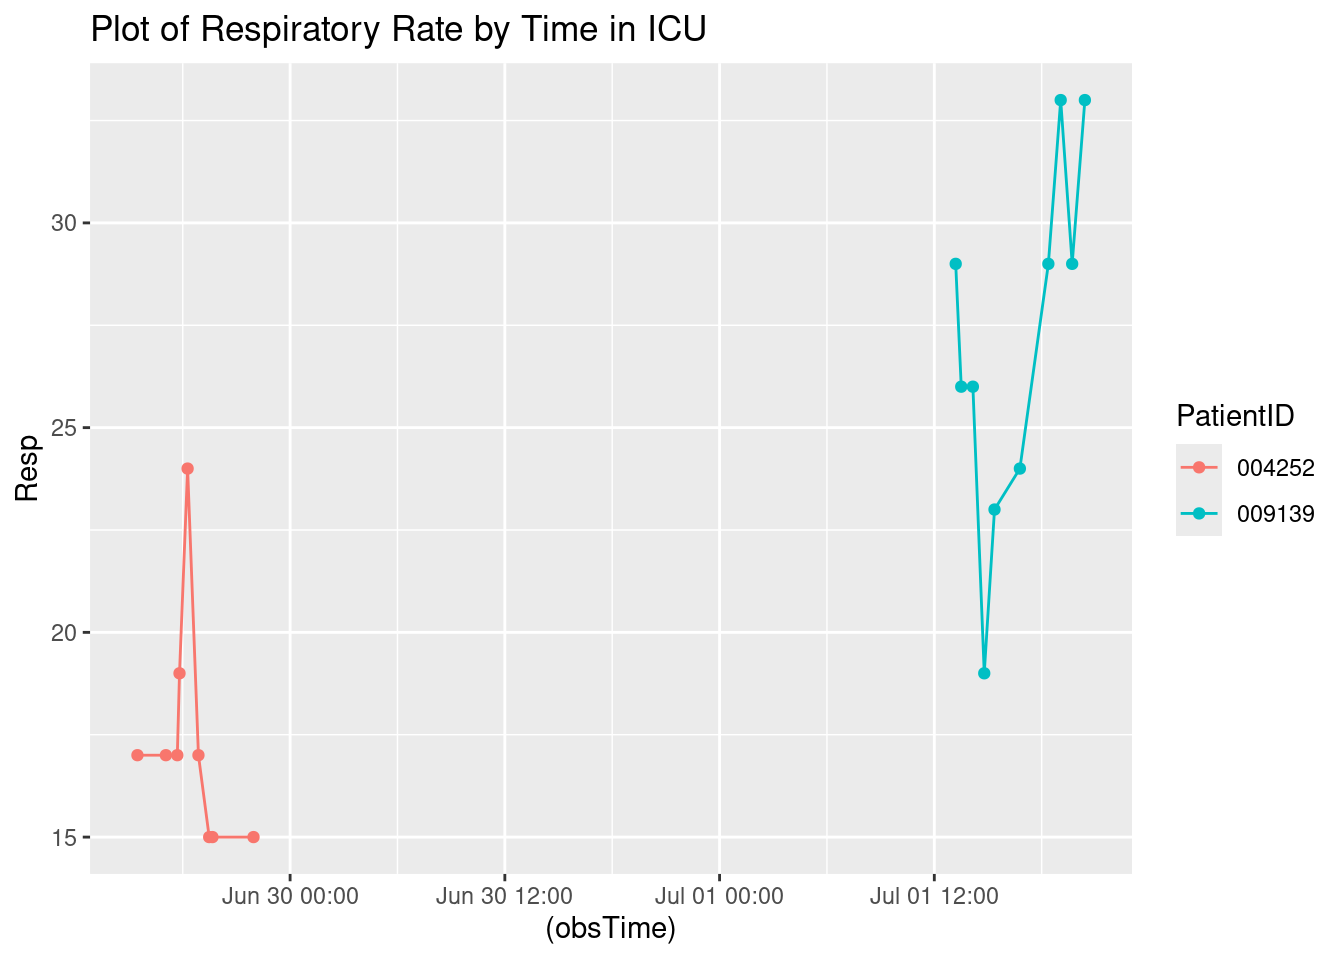 Plot of Respiratory Rate by Time in ICU
Resp
30
25
20
15
Jun 30 00:00
Jun 30 12:00
Jul 01 00:00
Jul 01 12:00
(obsTime)
PatientID
004252
009139